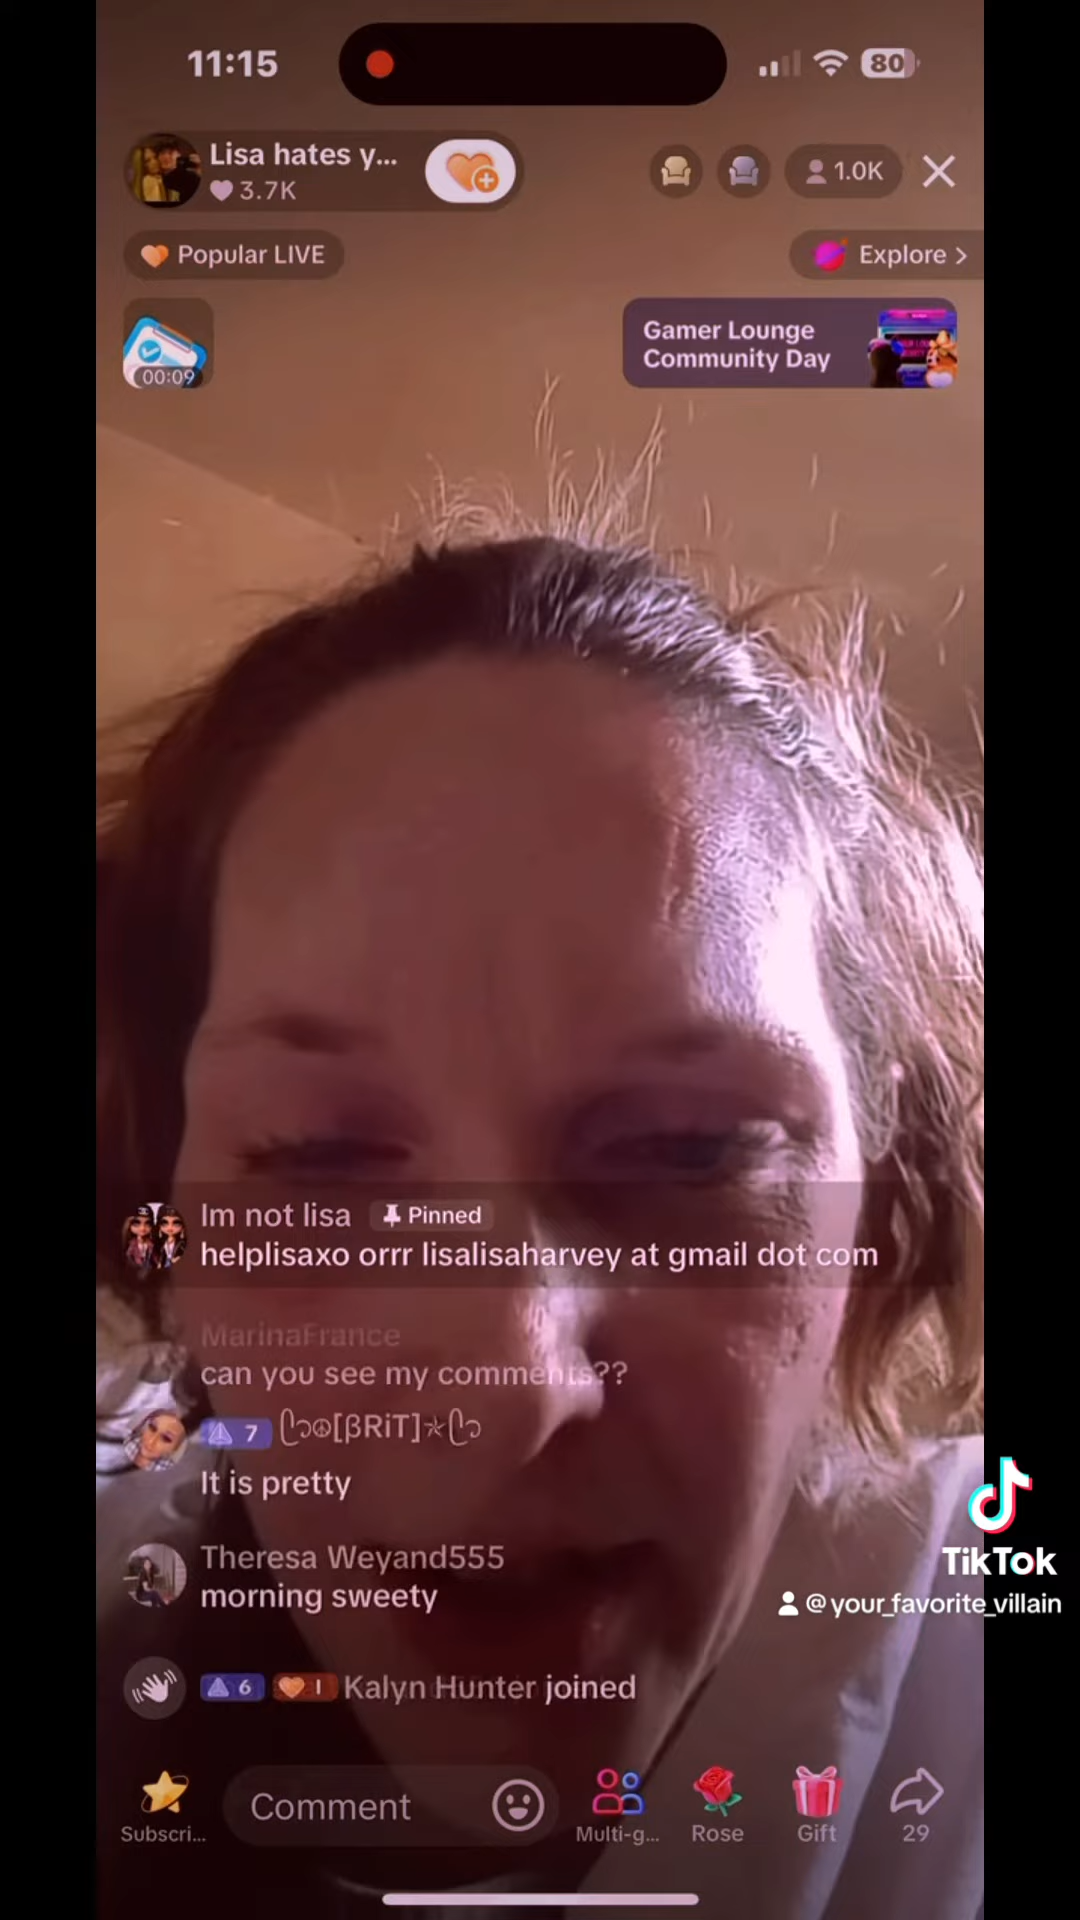 11:15
80
Lisa hates y...
3.7K
1.0K
Popular LIVE
Explore >
00:09
Gamer Lounge
Community Day
Im not lisa Pinned
helplisaxo orrr lisalisaharvey at gmail dot com
MarinaFrance
can you see my comments??
7 [βRiT]
It is pretty
TikTok
Theresa Weyand555
morning sweety
@your_favorite_villain
6 I Kalyn Hunter joined
Comment
Subscri...
Multi-g...
Rose
Gift
29